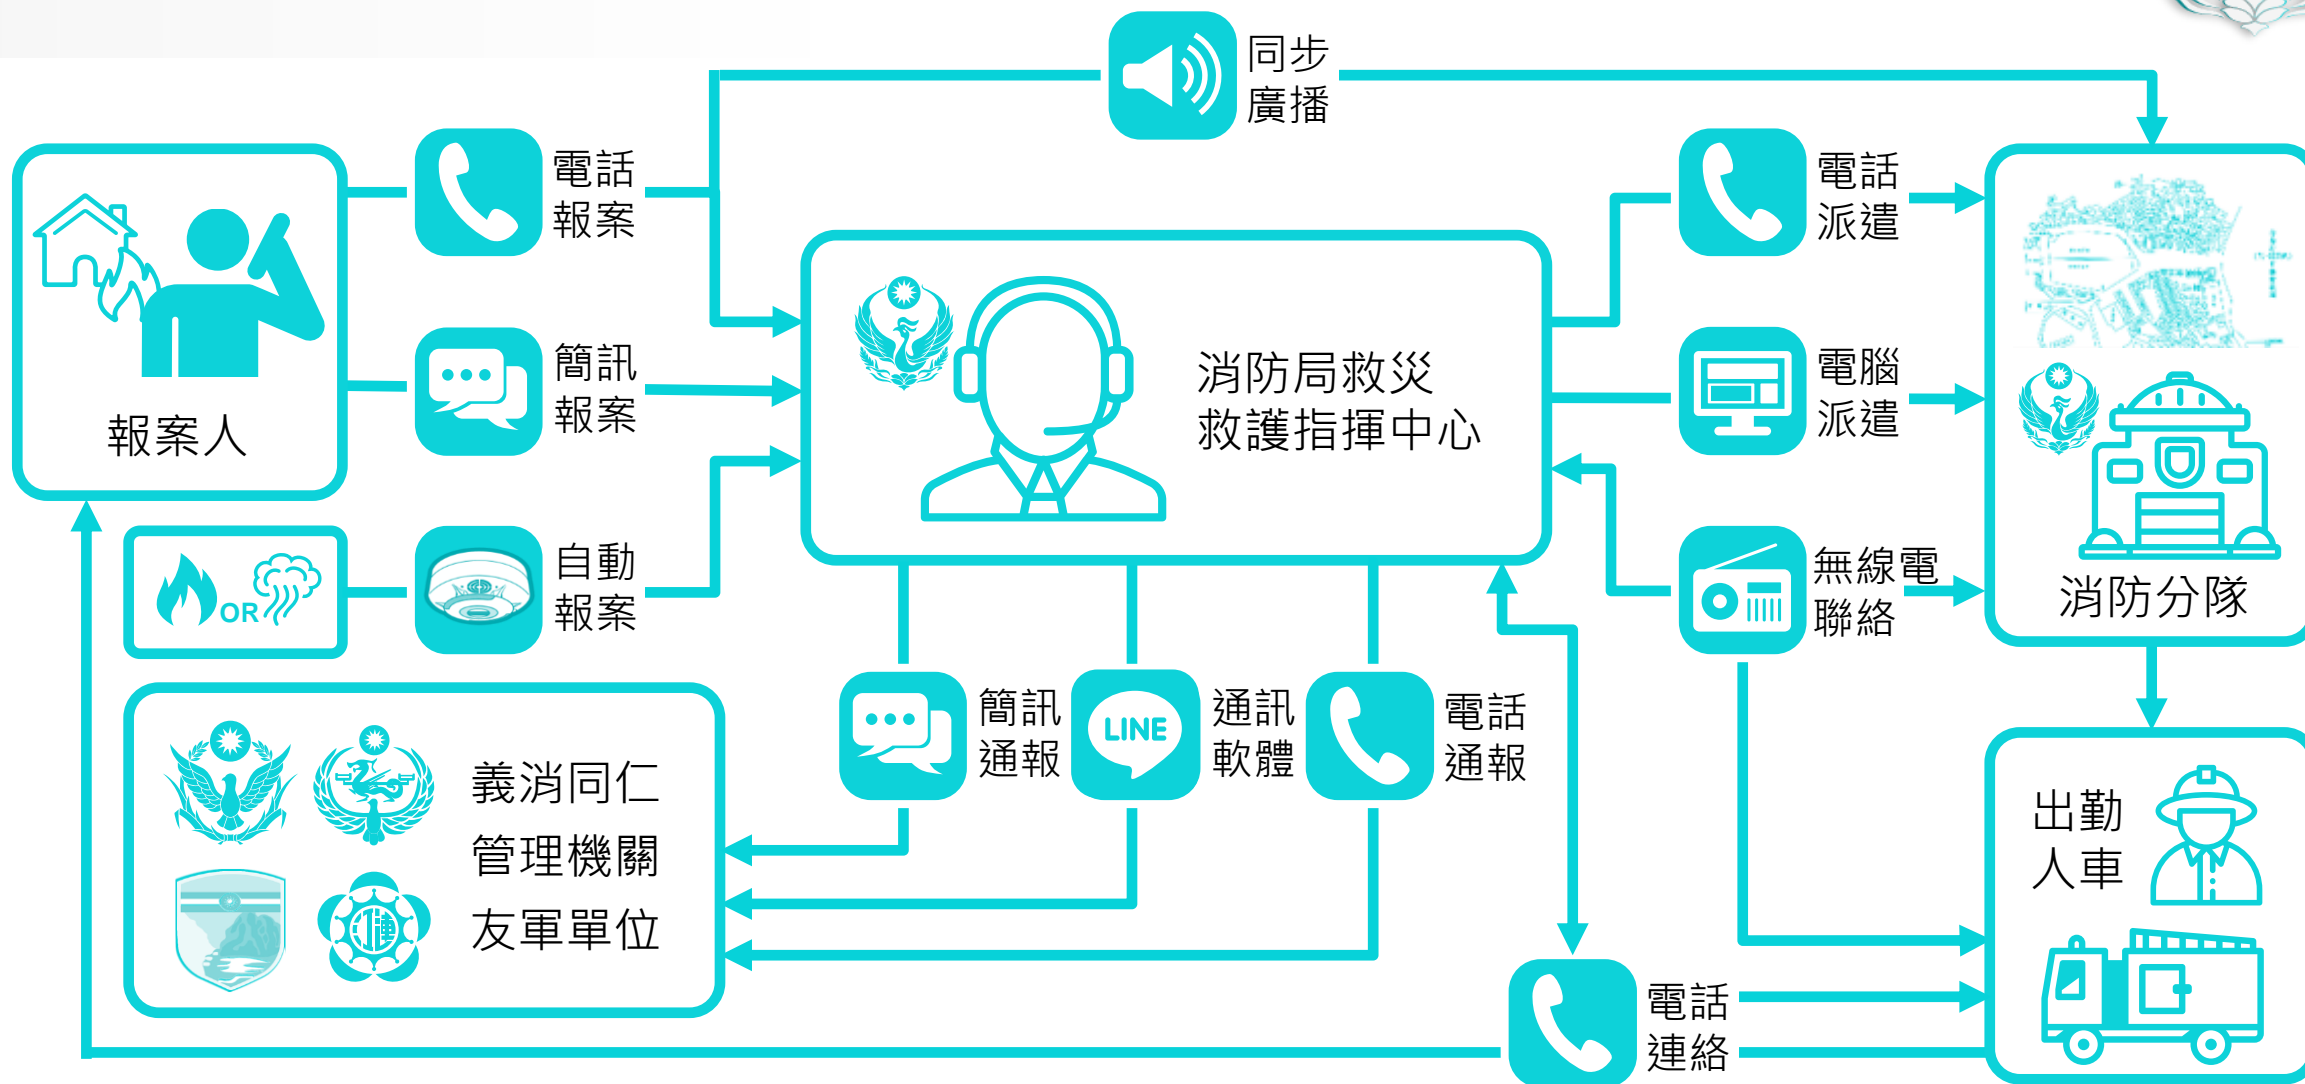 同步
廣播
電話
報案
電話
派遣
簡訊
報案
報案人
消防局救災
救護指揮中心
電腦
派遣
OR
自動
報案
無線電
聯絡
消防分隊
簡訊
通報
LINE
通訊
軟體
電話
通報
義消同仁
管理機關
友軍單位
出勤
人車
電話
連絡